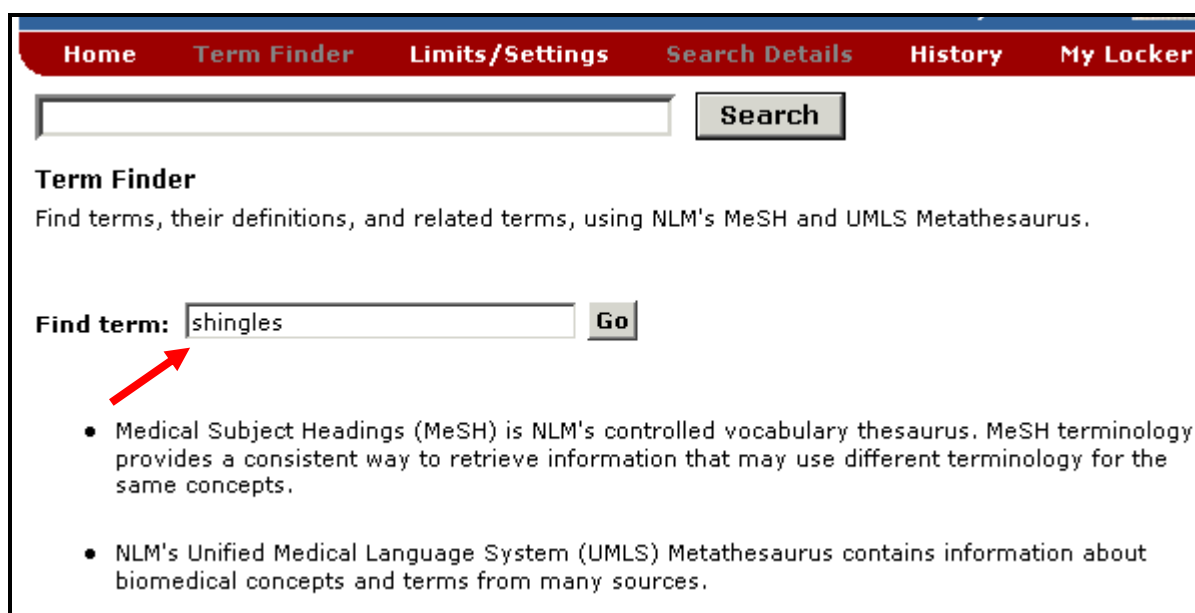 Home Term Finder Limits/Settings Search Details History My Locker
Search
Term Finder
Find terms, their definitions, and related terms, using NLM's MeSH and UMLS Metathesaurus.
Find term: shingles Go
• Medical Subject Headings (MeSH) is NLM's controlled vocabulary thesaurus. MeSH terminology
provides a consistent way to retrieve information that may use different terminology for the
same concepts.
• NLM's Unified Medical Language System (UMLS) Metathesaurus contains information about
biomedical concepts and terms from many sources.